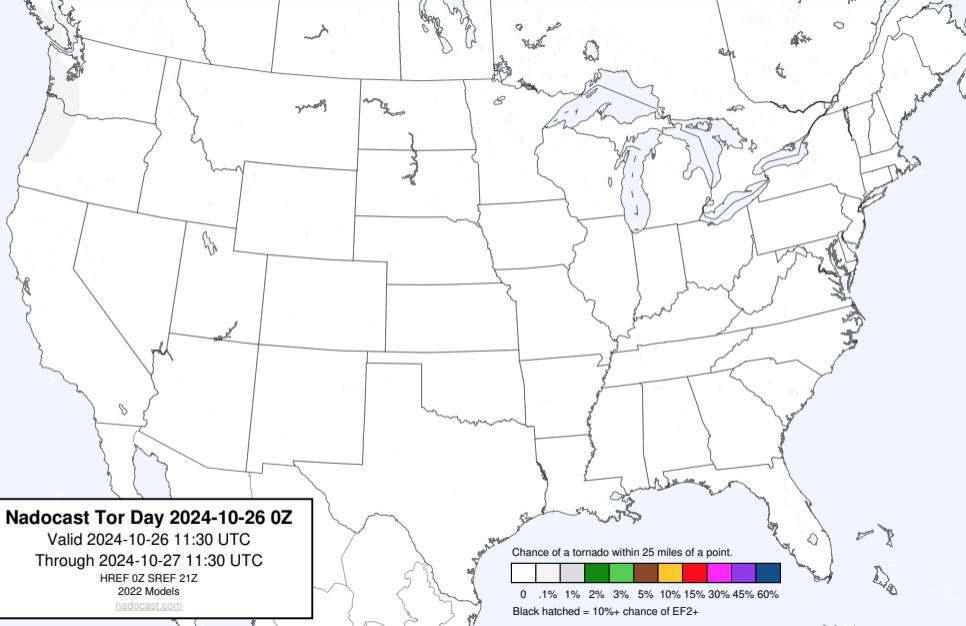 Nadocast Tor Day 2024-10-26 0Z
Valid 2024-10-26 11:30 UTC
Through 2024-10-27 11:30 UTC
HREF 0Z SREF 21Z
2022 Models
nadocast.com
Chance of a tornado within 25 miles of a point.
0 .1% 1% 2% 3% 5% 10% 15% 30% 45% 60%
Black hatched = 10%+ chance of EF2+